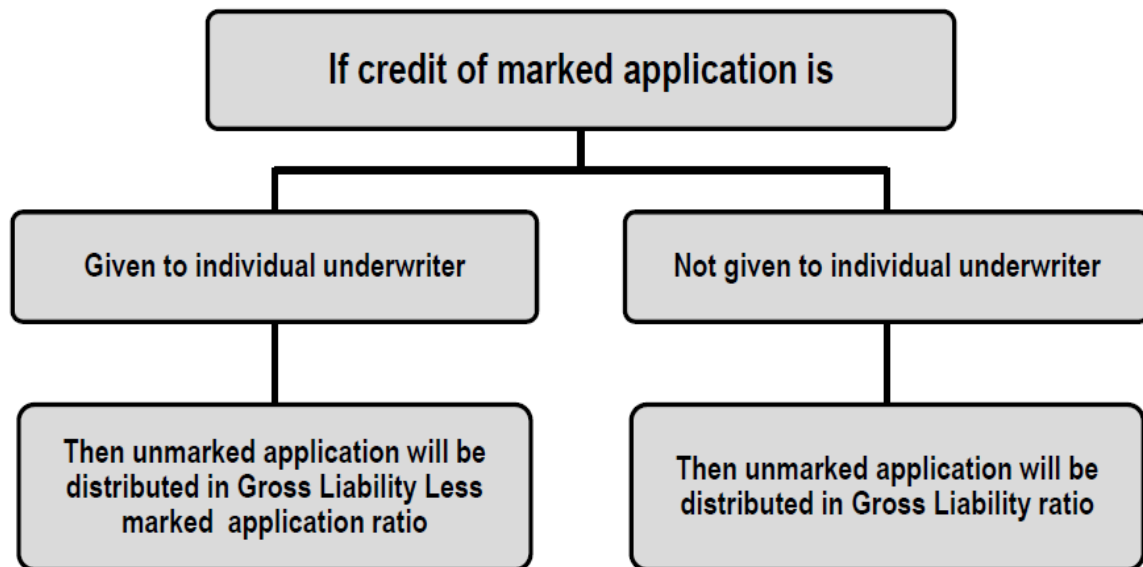 If credit of marked application is
Given to individual underwriter
Not given to individual underwriter
Then unmarked application will be
distributed in Gross Liability Less
marked application ratio
Then unmarked application will be
distributed in Gross Liability ratio